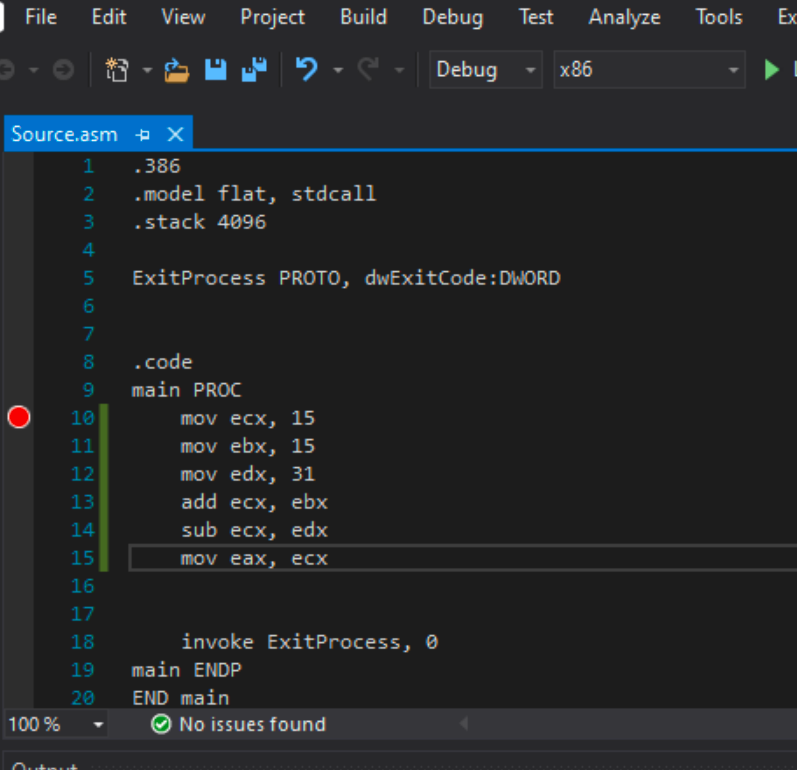 File Edit View Project Build Debug Test Analyze Tools Ex
Debug x86
Source.asm
1 .386
2 .model flat, stdcall
3 .stack 4096
4
5 ExitProcess PROTO, dwExitCode:DWORD
6
7
8 .code
9 main PROC
10 mov ecx, 15
11 mov ebx, 15
12 mov edx, 31
13 add ecx, ebx
14 sub ecx, edx
15 mov eax, ecx
16
17
18 invoke ExitProcess, 0
19 main ENDP
20 END main
100 % No issues found
Output